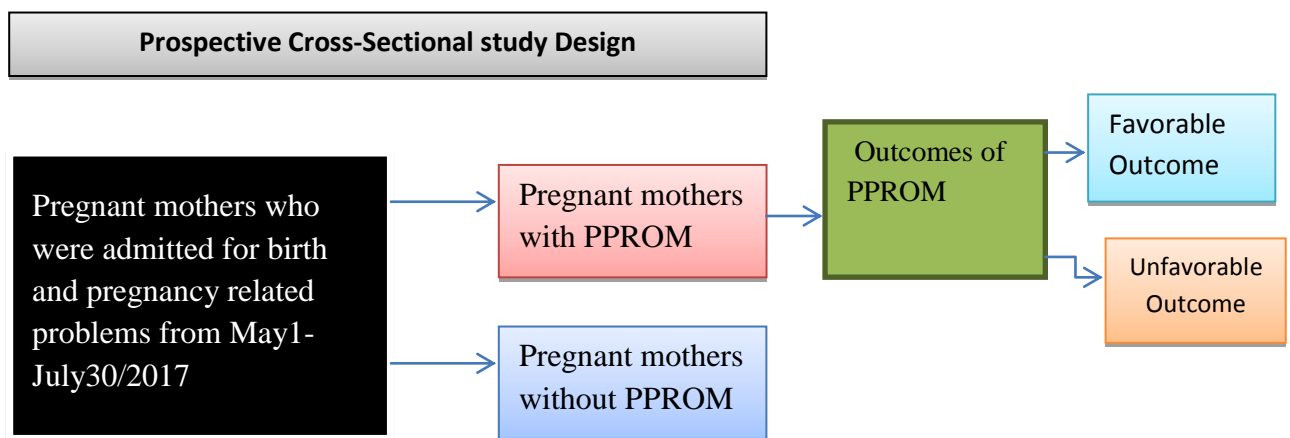 Prospective Cross-Sectional study Design
Pregnant mothers who
were admitted for birth
and pregnancy related
problems from May1-
July30/2017
Pregnant mothers
with PPROM
Pregnant mothers
without PPROM
Outcomes of
PPROM
Favorable
Outcome
Unfavorable
Outcome